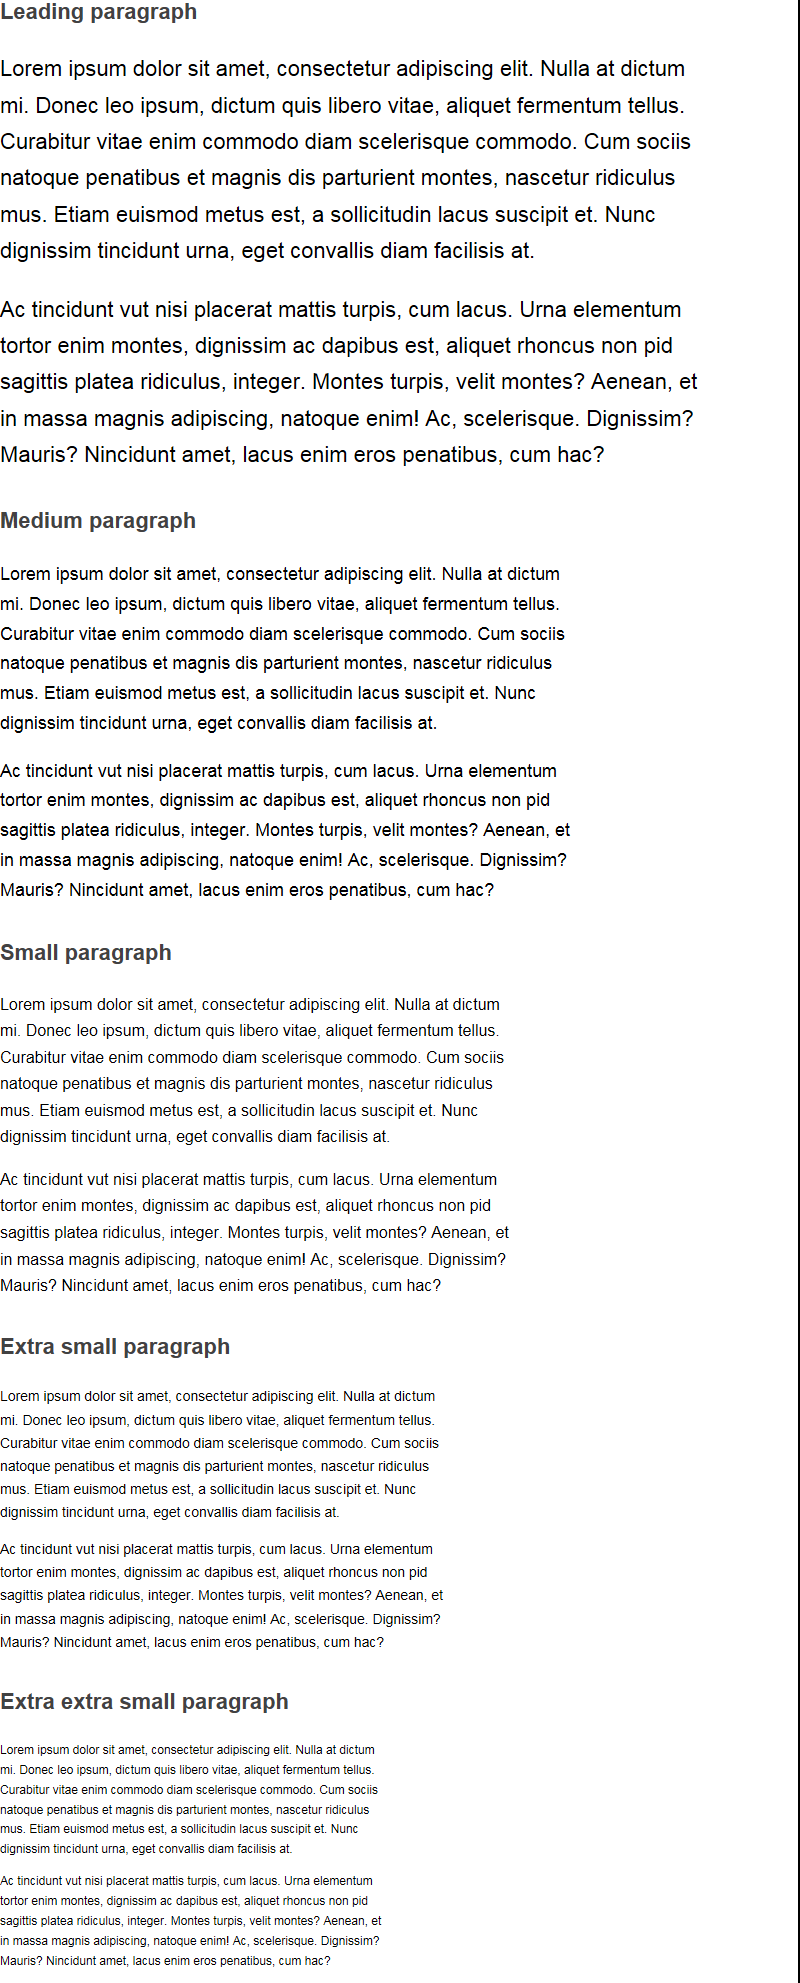 Leading paragraph
Lorem ipsum dolor sit amet, consectetur adipiscing elit. Nulla at dictum
mi. Donec leo ipsum, dictum quis libero vitae, aliquet fermentum tellus.
Curabitur vitae enim commodo diam scelerisque commodo. Cum sociis
natoque penatibus et magnis dis parturient montes, nascetur ridiculus
mus. Etiam euismod metus est, a sollicitudin lacus suscipit et. Nunc
dignissim tincidunt urna, eget convallis diam facilisis at.
Ac tincidunt vut nisi placerat mattis turpis, cum lacus. Urna elementum
tortor enim montes, dignissim ac dapibus est, aliquet rhoncus non pid
sagittis platea ridiculus, integer. Montes turpis, velit montes? Aenean, et
in massa magnis adipiscing, natoque enim! Ac, scelerisque. Dignissim?
Mauris? Nincidunt amet, lacus enim eros penatibus, cum hac?
Medium paragraph
Lorem ipsum dolor sit amet, consectetur adipiscing elit. Nulla at dictum
mi. Donec leo ipsum, dictum quis libero vitae, aliquet fermentum tellus.
Curabitur vitae enim commodo diam scelerisque commodo. Cum sociis
natoque penatibus et magnis dis parturient montes, nascetur ridiculus
mus. Etiam euismod metus est, a sollicitudin lacus suscipit et. Nunc
dignissim tincidunt urna, eget convallis diam facilisis at.
Ac tincidunt vut nisi placerat mattis turpis, cum lacus. Urna elementum
tortor enim montes, dignissim ac dapibus est, aliquet rhoncus non pid
sagittis platea ridiculus, integer. Montes turpis, velit montes? Aenean, et
in massa magnis adipiscing, natoque enim! Ac, scelerisque. Dignissim?
Mauris? Nincidunt amet, lacus enim eros penatibus, cum hac?
Small paragraph
Lorem ipsum dolor sit amet, consectetur adipiscing elit. Nulla at dictum
mi. Donec leo ipsum, dictum quis libero vitae, aliquet fermentum tellus.
Curabitur vitae enim commodo diam scelerisque commodo. Cum sociis
natoque penatibus et magnis dis parturient montes, nascetur ridiculus
mus. Etiam euismod metus est, a sollicitudin lacus suscipit et. Nunc
dignissim tincidunt urna, eget convallis diam facilisis at.
Ac tincidunt vut nisi placerat mattis turpis, cum lacus. Urna elementum
tortor enim montes, dignissim ac dapibus est, aliquet rhoncus non pid
sagittis platea ridiculus, integer. Montes turpis, velit montes? Aenean, et
in massa magnis adipiscing, natoque enim! Ac, scelerisque. Dignissim?
Mauris? Nincidunt amet, lacus enim eros penatibus, cum hac?
Extra small paragraph
Lorem ipsum dolor sit amet, consectetur adipiscing elit. Nulla at dictum
mi. Donec leo ipsum, dictum quis libero vitae, aliquet fermentum tellus.
Curabitur vitae enim commodo diam scelerisque commodo. Cum sociis
natoque penatibus et magnis dis parturient montes, nascetur ridiculus
mus. Etiam euismod metus est, a sollicitudin lacus suscipit et. Nunc
dignissim tincidunt urna, eget convallis diam facilisis at.
Ac tincidunt vut nisi placerat mattis turpis, cum lacus. Urna elementum
tortor enim montes, dignissim ac dapibus est, aliquet rhoncus non pid
sagittis platea ridiculus, integer. Montes turpis, velit montes? Aenean, et
in massa magnis adipiscing, natoque enim! Ac, scelerisque. Dignissim?
Mauris? Nincidunt amet, lacus enim eros penatibus, cum hac?
Extra extra small paragraph
Lorem ipsum dolor sit amet, consectetur adipiscing elit. Nulla at dictum
mi. Donec leo ipsum, dictum quis libero vitae, aliquet fermentum tellus.
Curabitur vitae enim commodo diam scelerisque commodo. Cum sociis
natoque penatibus et magnis dis parturient montes, nascetur ridiculus
mus. Etiam euismod metus est, a sollicitudin lacus suscipit et. Nunc
dignissim tincidunt urna, eget convallis diam facilisis at.
Ac tincidunt vut nisi placerat mattis turpis, cum lacus. Urna elementum
tortor enim montes, dignissim ac dapibus est, aliquet rhoncus non pid
sagittis platea ridiculus, integer. Montes turpis, velit montes? Aenean, et
in massa magnis adipiscing, natoque enim! Ac, scelerisque. Dignissim?
Mauris? Nincidunt amet, lacus enim eros penatibus, cum hac?